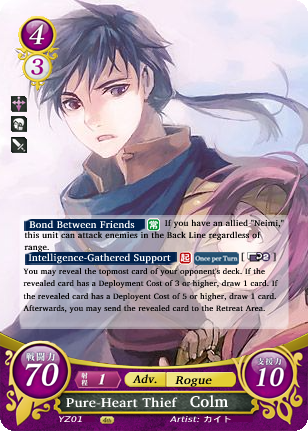 4
3
Bond Between Friends 常 If you have an allied "Neimi,"
this unit can attack enemies in the Back Line regardless of
range.
Intelligence-Gathered Support 起 Once per Turn [ 2 ]
You may reveal the topmost card of your opponent's deck. If the
revealed card has a Deployment Cost of 3 or higher, draw 1 card. If
the revealed card has a Deployent Cost of 5 or higher, draw 1 card.
Afterwards, you may send the revealed card to the Retreat Area.
戦闘力
70
射程 1
Adv. Rogue
支援力
10
Pure-Heart Thief Colm
YZ01 Artist: カイト